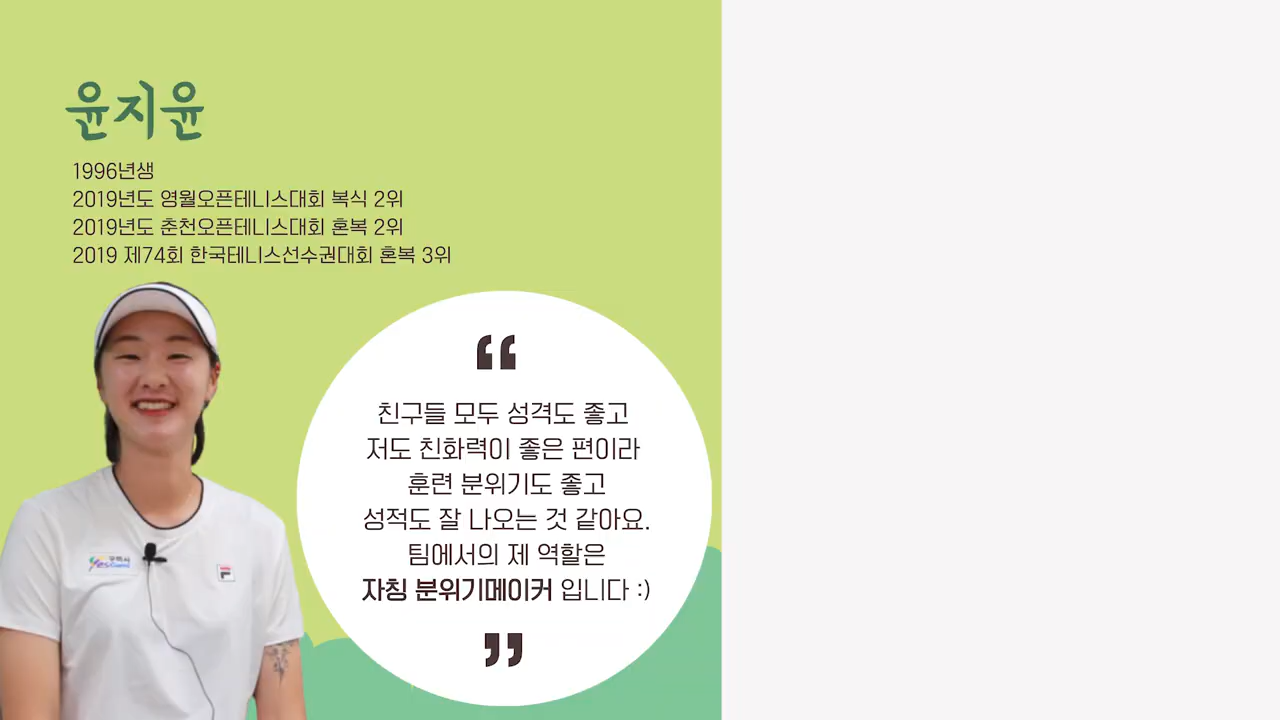 윤지윤
1996년생
2019년도 영월오픈테니스대회 복식 2위
2019년도 춘천오픈테니스대회 혼복 2위
2019 제74회 한국테니스선수권대회 혼복 3위
“
친구들 모두 성격도 좋고
저도 친화력이 좋은 편이라
훈련 분위기도 좋고
성적도 잘 나오는 것 같아요.
팀에서의 제 역할은
자칭 분위기메이커 입니다 :)
”
구미시
YesGumi